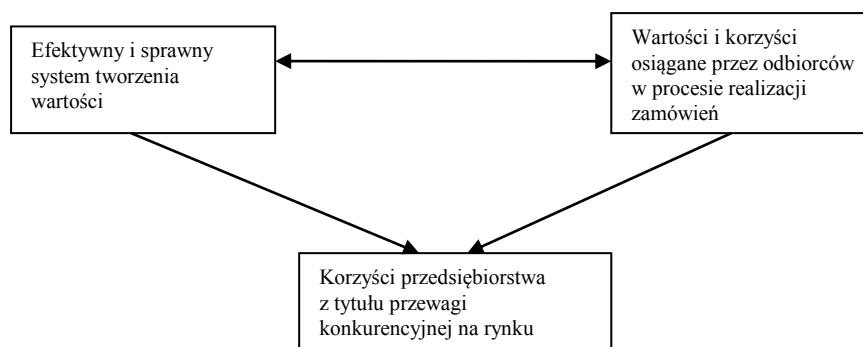 Efektywny i sprawny
system tworzenia
wartości
Wartości i korzyści
osiągane przez odbiorców
w procesie realizacji
zamówień
Korzyści przedsiębiorstwa
z tytułu przewagi
konkurencyjnej na rynku